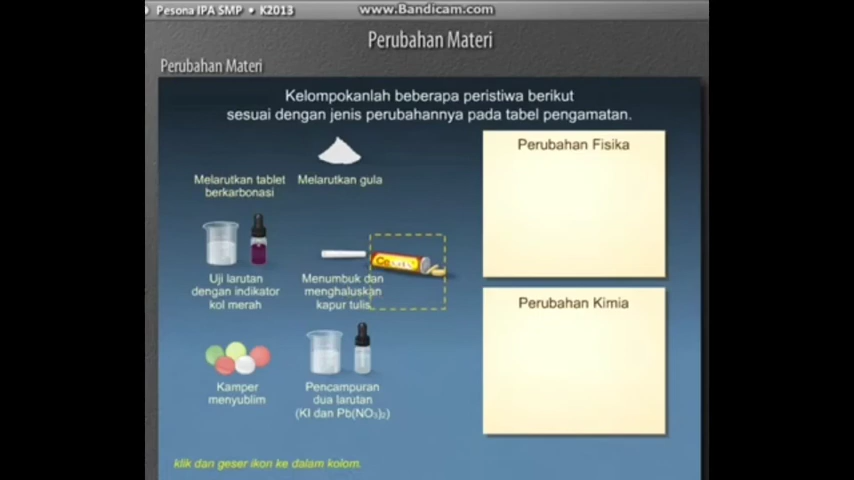 Pesona IPA SMP • K2013
www.Bandicam.com
Perubahan Materi
Perubahan Materi
Kelompokanlah beberapa peristiwa berikut
sesuai dengan jenis perubahannya pada tabel pengamatan.
Melarutkan tablet
berkarbonasi
Melarutkan gula
Uji larutan
dengan indikator
kol merah
Menumbuk dan
menghaluskan
kapur tulis
Kamper
menyublim
Pencampuran
dua larutan
(KI dan Pb(NO₃)₂)
Perubahan Fisika
Perubahan Kimia
klik dan geser ikon ke dalam kolom.